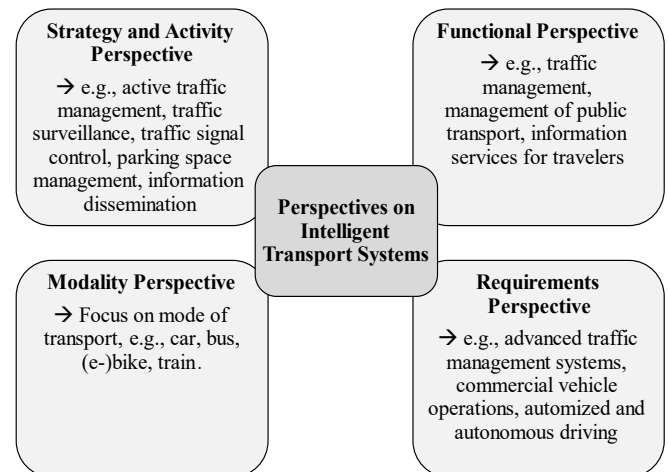 Strategy and Activity
Perspective
→ e.g., active traffic
management, traffic
surveillance, traffic signal
control, parking space
management, information
dissemination
Functional Perspective
→ e.g., traffic
management,
management of public
transport, information
services for travelers
Perspectives on
Intelligent
Transport Systems
Modality Perspective
→ Focus on mode of
transport, e.g., car, bus,
(e-)bike, train.
Requirements
Perspective
→ e.g., advanced traffic
management systems,
commercial vehicle
operations, automized and
autonomous driving